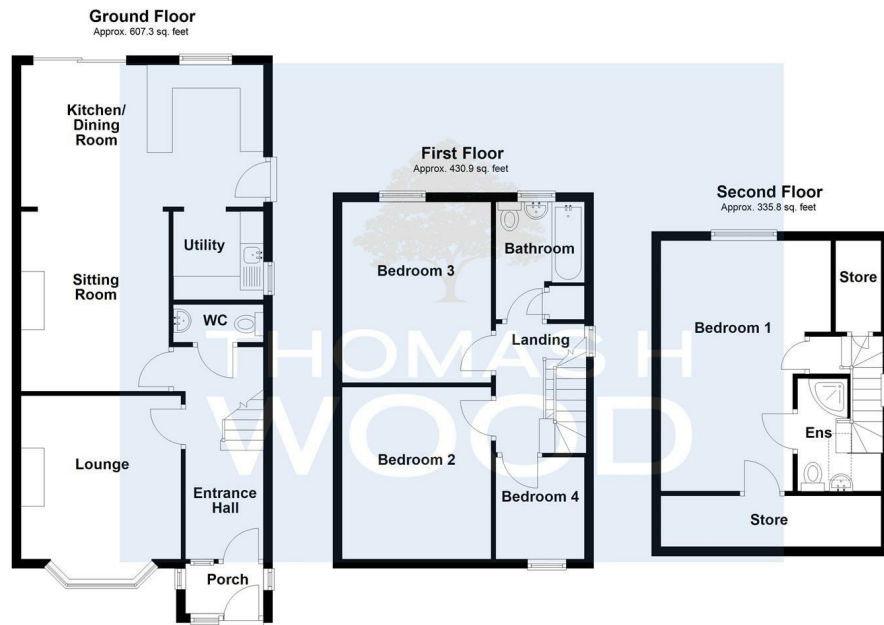 Ground Floor
Approx. 607.3 sq. feet
Kitchen/
Dining
Room
Utility
Sitting
Room
WC
Lounge
Entrance
Hall
Porch
First Floor
Approx. 430.9 sq. feet
Bedroom 3
Bathroom
Landing
Bedroom 2
Bedroom 4
Second Floor
Approx. 335.8 sq. feet
Store
Bedroom 1
Ens
Store
THOMAS H
WOOD